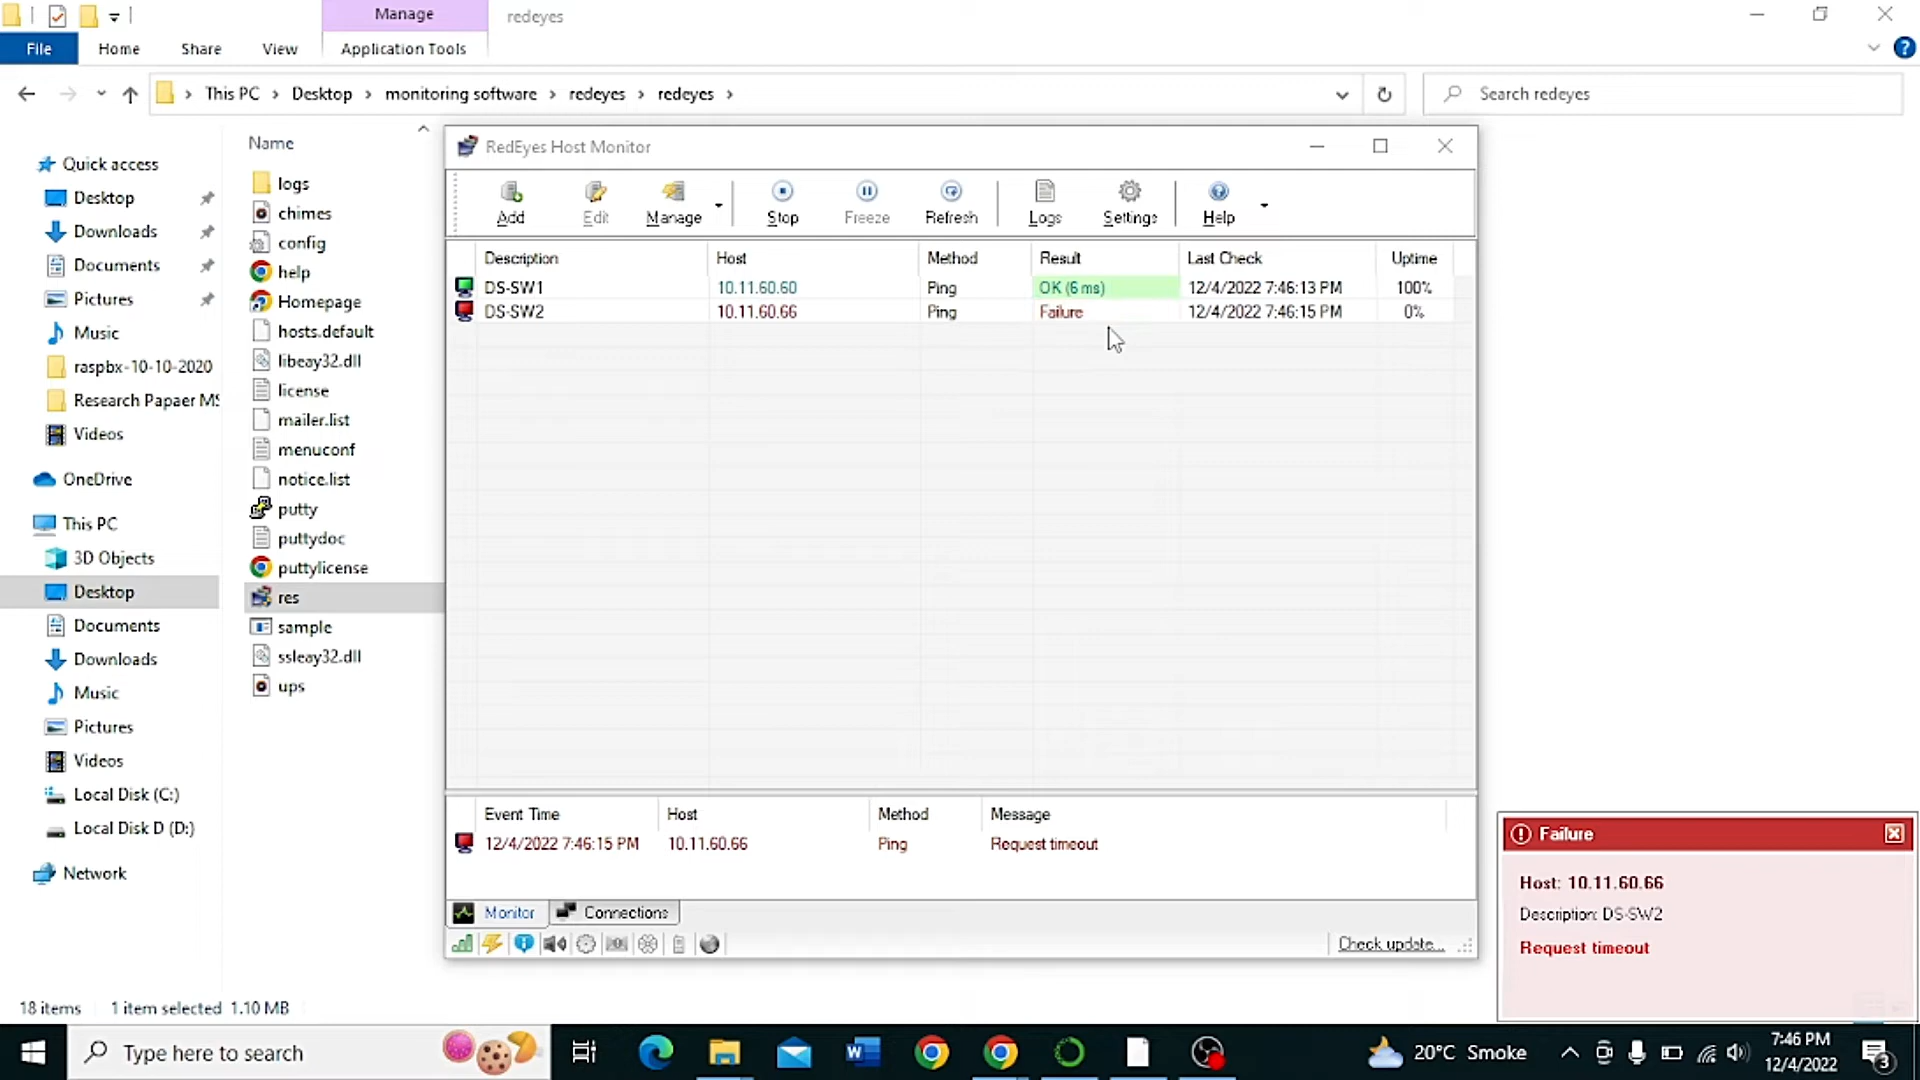 Manage
redeyes
File
Home
Share
View
Application Tools
This PC > Desktop > monitoring software > redeyes > redeyes >
Search redeyes
Quick access
Desktop
Downloads
Documents
Pictures
Music
raspbx-10-10-2020
Research Papaer MS
Videos
OneDrive
This PC
3D Objects
Desktop
Documents
Downloads
Music
Pictures
Videos
Local Disk (C:)
Local Disk D (D:)
Network
Name
logs
chimes
config
help
Homepage
hosts.default
libeay32.dll
license
mailer.list
menuconf
notice.list
putty
puttydoc
puttylicense
res
sample
ssleay32.dll
ups
RedEyes Host Monitor
Add
Edit
Manage
Stop
Freeze
Refresh
Logs
Settings
Help
Description Host Method Result Last Check Uptime
DS-SW1 10.11.60.60 Ping OK (6 ms) 12/4/2022 7:46:13 PM 100%
DS-SW2 10.11.60.66 Ping Failure 12/4/2022 7:46:15 PM 0%
Event Time Host Method Message
12/4/2022 7:46:15 PM 10.11.60.66 Ping Request timeout
Monitor
Connections
Check update...
Failure
Host: 10.11.60.66
Description: DS-SW2
Request timeout
18 items 1 item selected 1.10 MB
Type here to search
20°C Smoke
7:46 PM
12/4/2022
3